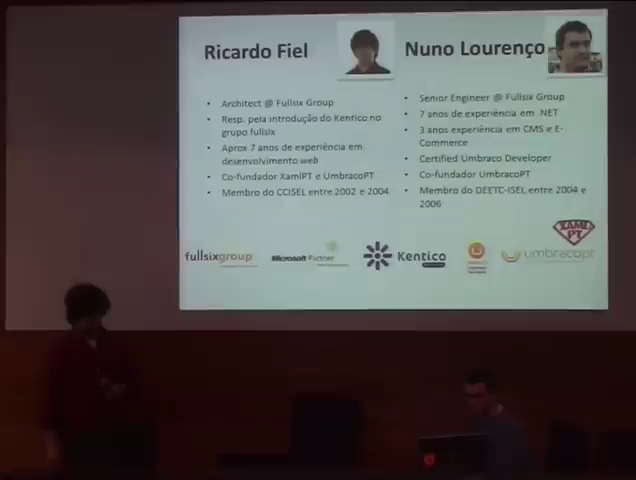 Ricardo Fiel
• Architect @ Fullsix Group
• Resp. pela introdução do Kentico no
grupo fullsix
• Aprox 7 anos de experiência em
desenvolvimento web
• Co-fundador XamlPT e UmbracoPT
• Membro do CCISEL entre 2002 e 2004
Nuno Lourenço
• Senior Engineer @ Fullsix Group
• 7 anos de experiência em .NET
• 3 anos experiência em CMS e E-
Commerce
• Certified Umbraco Developer
• Co-fundador UmbracoPT
• Membro do DEETC-ISEL entre 2004 e
2006
XAML
PT
fullsixgroup
Microsoft Partner
Kentico
umbracopt